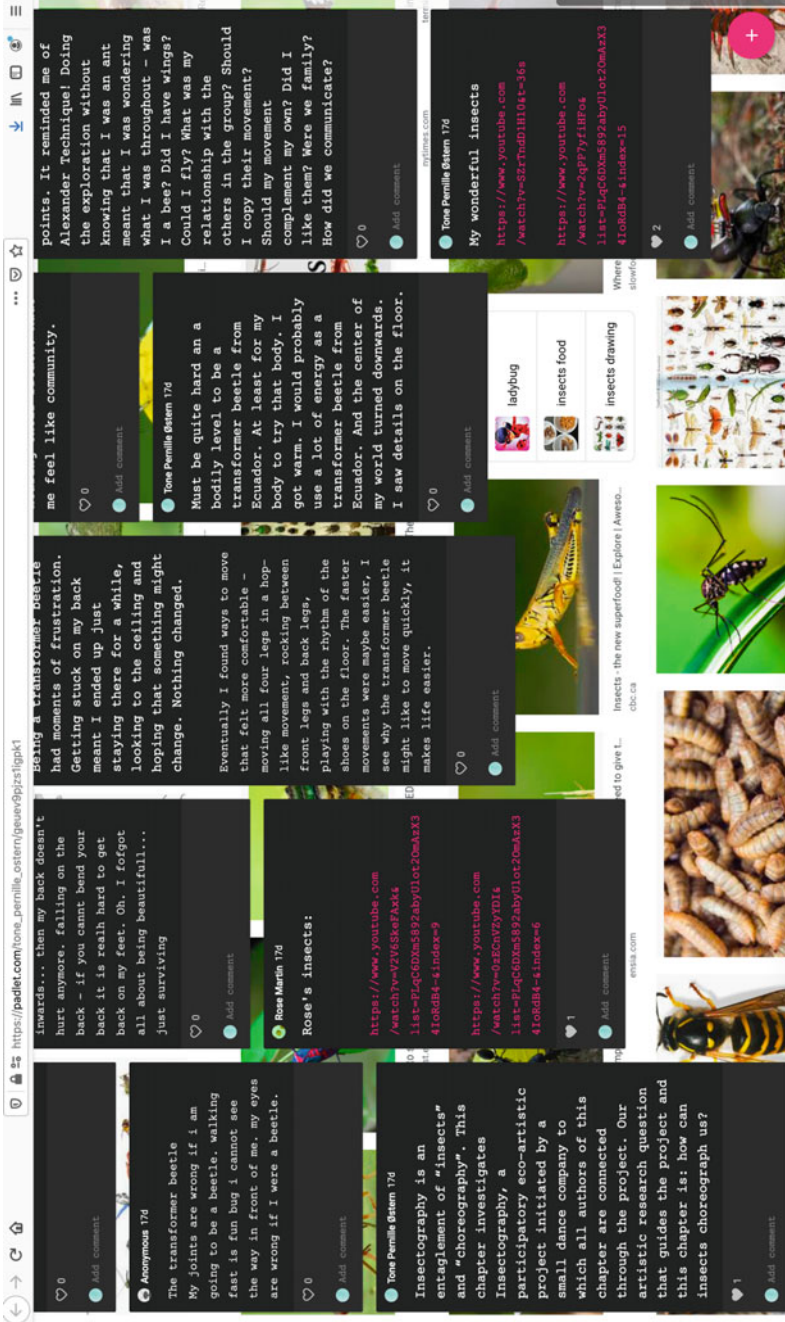 https://padlet.com/tone_pernille_ostern/geuev9pjzs1igpk1
0
Add comment
Anonymous 17d
The transformer beetle
My joints are wrong if i am
going to be a beetle. walking
fast is fun bug i cannot see
the way in front of me. my eyes
are wrong if I were a beetle.
0
Add comment
Tone Pernille Østern 17d
Insectography is an
entaglement of "insects"
and "choreography". This
chapter investigates
Insectography, a
participatory eco-artistic
project initiated by a
small dance company to
which all authors of this
chapter are connected
through the project. Our
artistic research question
that guides the project and
this chapter is: how can
insects choreograph us?
1
Add comment
inwards... then my back doesn't
hurt anymore. falling on the
back - if you cannt bend your
back it is realh hard to get
back on my feet. Oh. I fofgot
all about being beautifull...
just surviving
0
Add comment
Rose Martin 17d
Rose's insects:
https://www.youtube.com
/watch?v=V2V6SkeFAxk&
list=PLqC6DXm5892abyUlot2OmAzX3
4IoRdB4-&index=9
https://www.youtube.com
/watch?v=OzECnVZyYDI&
list=PLqC6DXm5892abyUlot2OmAzX3
4IoRdB4-&index=6
1
Add comment
ensia.com
Being a transformer beetle
had moments of frustration.
Getting stuck on my back
meant I ended up just
staying there for a while,
looking to the ceiling and
hoping that something might
change. Nothing changed.
Eventually I found ways to move
that felt more comfortable -
moving all four legs in a hop-
like movement, rocking between
front legs and back legs,
playing with the rhythm of the
shoes on the floor. The faster
movements were maybe easier, I
see why the transformer beetle
might like to move quickly, it
makes life easier.
0
Add comment
ed to give t...
Insects - the new superfood! | Explore | Aweso...
cbc.ca
me feel like community.
0
Add comment
Tone Pernille Østern 17d
Must be quite hard an a
bodily level to be a
transformer beetle from
Ecuador. At least for my
body to try that body. I
got warm. I would probably
use a lot of energy as a
transformer beetle from
Ecuador. And the center of
my world turned downwards.
I saw details on the floor.
0
Add comment
ladybug
insects food
insects drawing
points. It reminded me of
Alexander Technique! Doing
the exploration without
knowing that I was an ant
meant that I was wondering
what I was throughout - was
I a bee? Did I have wings?
Could I fly? What was my
relationship with the
others in the group? Should
I copy their movement?
Should my movement
complement my own? Did I
like them? Were we family?
How did we communicate?
0
Add comment
nytimes.com
Tone Pernille Østern 17d
My wonderful insects
https://www.youtube.com
/watch?v=SZrTndD1H10&t=36s
https://www.youtube.com
/watch?v=2qPP7yfiHPo&
list=PLqC6DXm5892abyUlot2OmAzX3
4IoRdB4-&index=15
2
Add comment
Where
slowfo